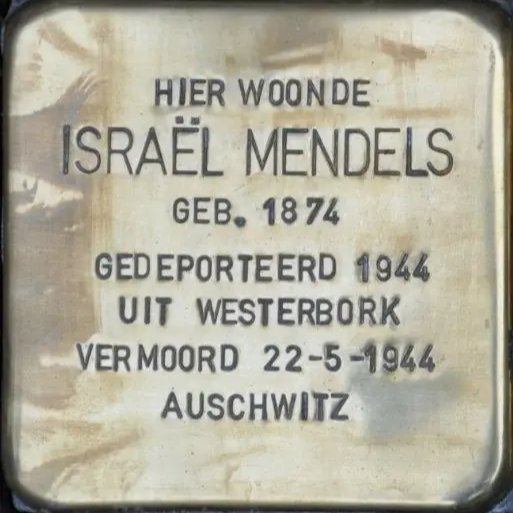 HIER WOONDE
ISRAËL MENDELS
GEB. 1874
GEDEPORTEERD 1944
UIT WESTERBORK
VERMOORD 22-5-1944
AUSCHWITZ